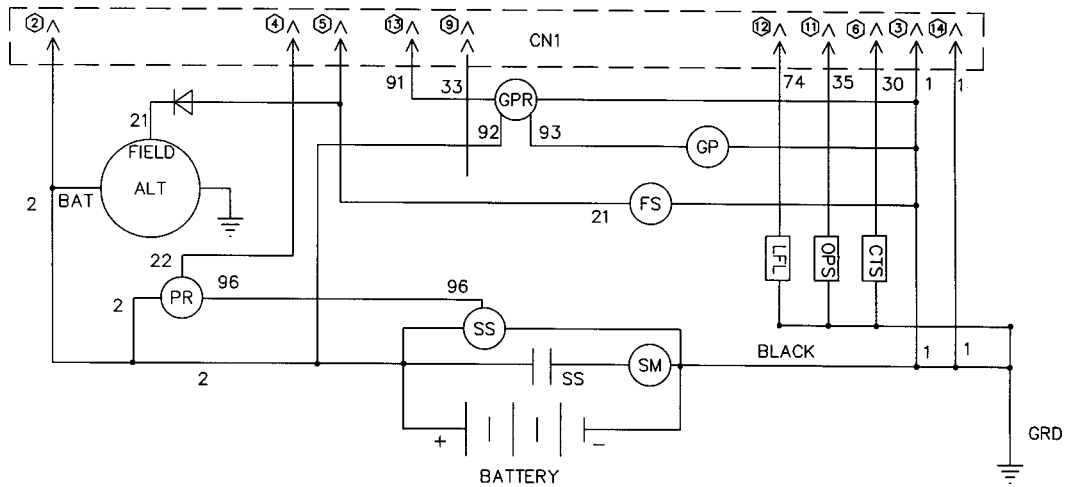 2 4 5 13 9 12 11 6 3 14
CN1
91 33 74 35 30 1 1
GPR
21 92 93
FIELD GP
ALT
BAT
2 21 FS
22 LFL OPS CTS
96 96
2 PR
SS
BLACK
2 SS SM 1 1
+ - GRD
BATTERY